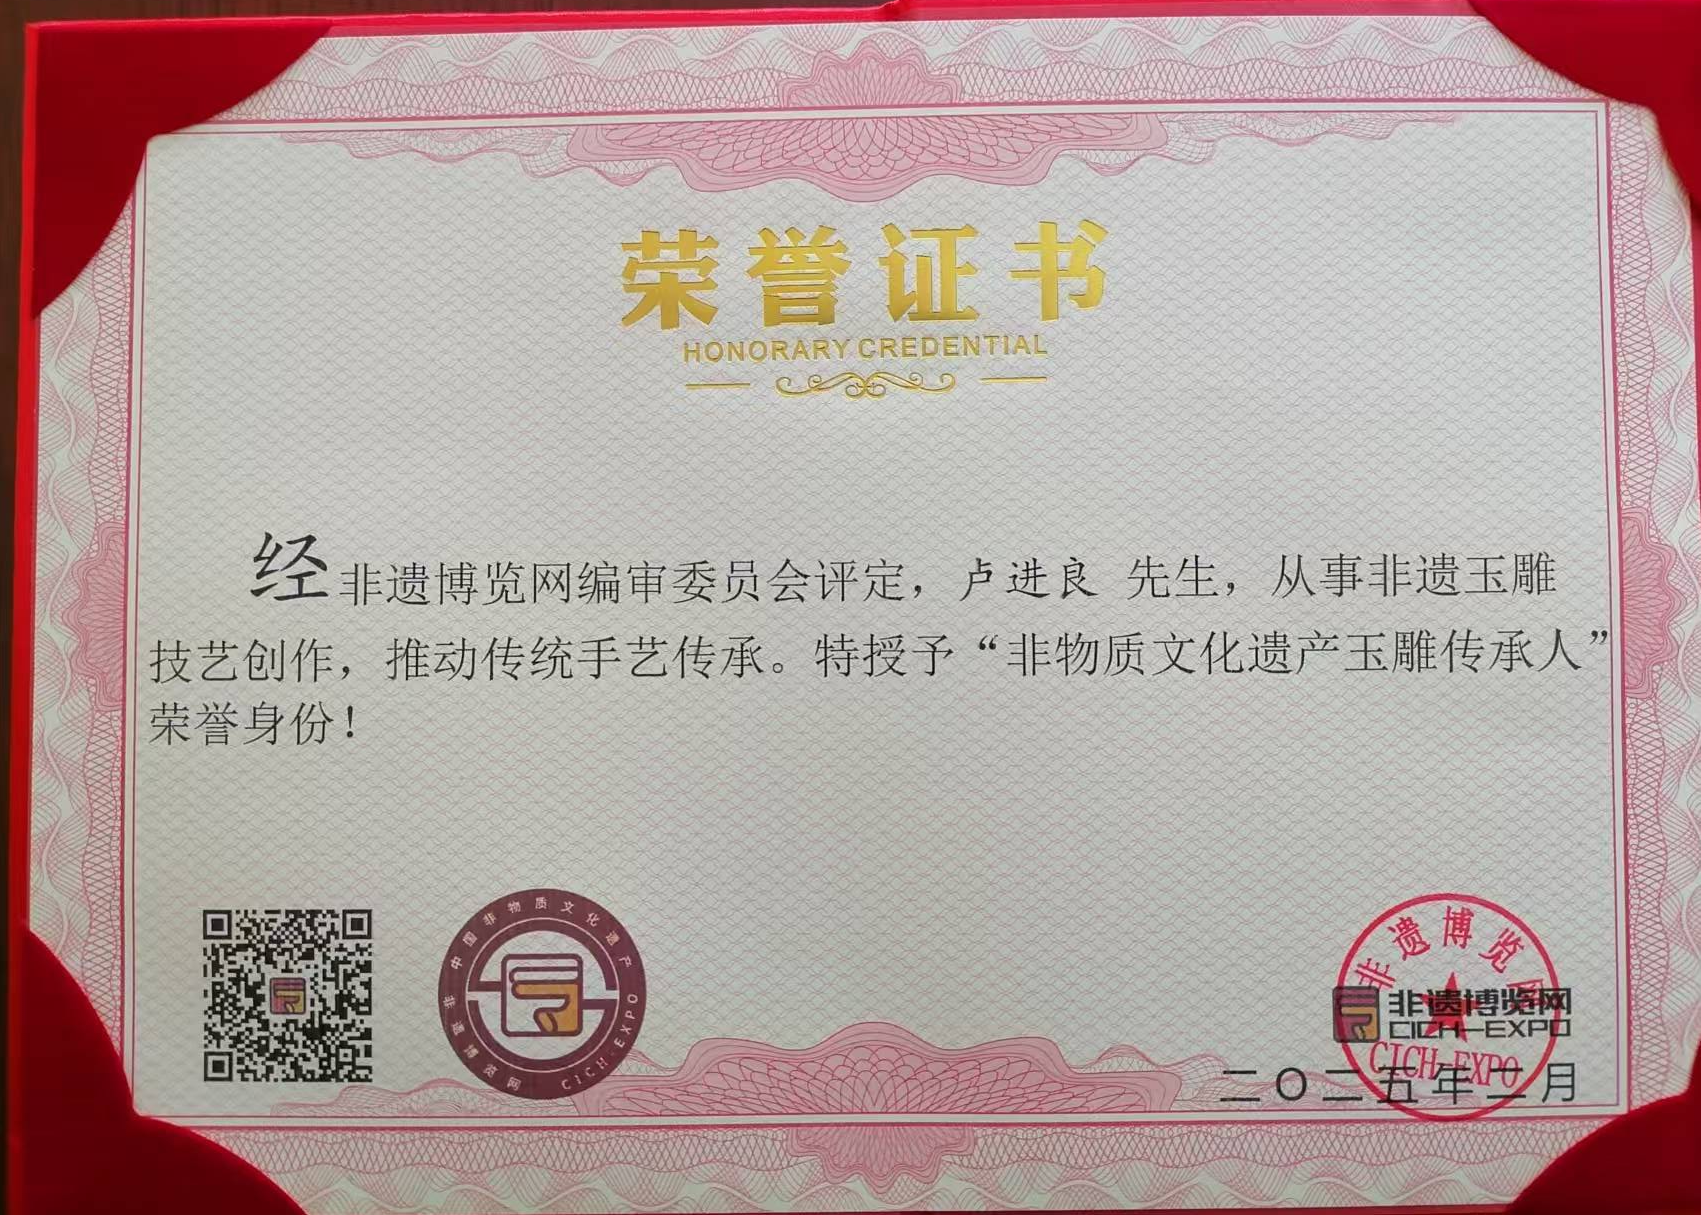 荣誉证书
HONORARY CREDENTIAL
经非遗博览网编审委员会评定，卢进良 先生，从事非遗玉雕
技艺创作，推动传统手艺传承。特授予“非物质文化遗产玉雕传承人”
荣誉身份！
中国非物质文化遗产
非遗博览网
CICH-EXPO
非遗博览网
CICH-EXPO
非遗博览网
CICH-EXPO
二〇二五年二月